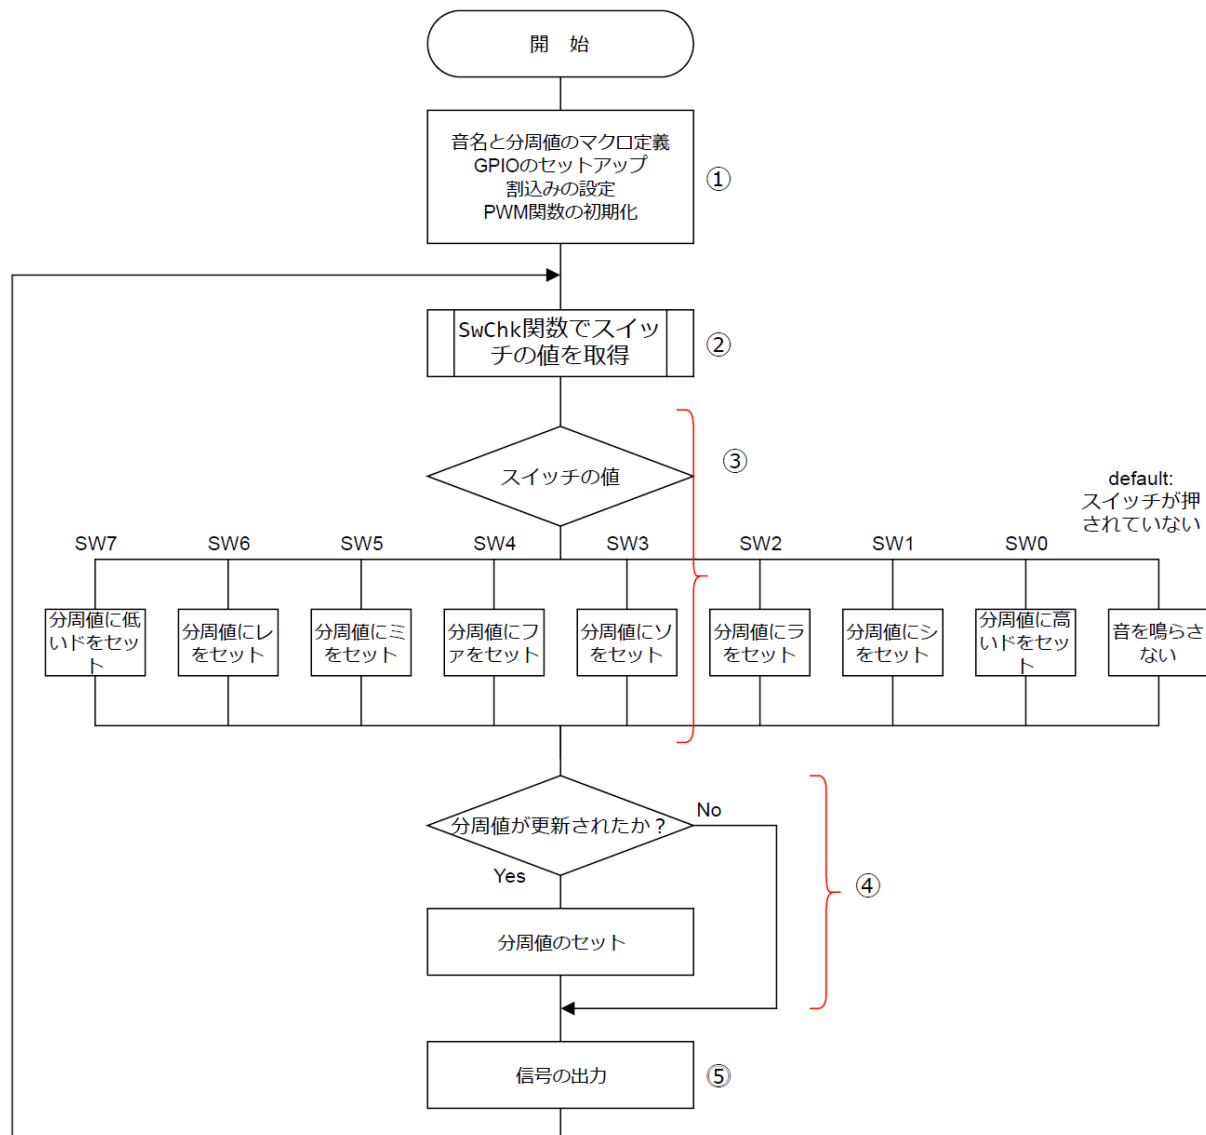 開　始
音名と分周値のマクロ定義
GPIOのセットアップ
割込みの設定
PWM関数の初期化
①
SwChk関数でスイッ
チの値を取得
②
スイッチの値
③
default:
スイッチが押
されていない
SW7
SW6
SW5
SW4
SW3
SW2
SW1
SW0
分周値に低
いドをセッ
ト
分周値にレ
をセット
分周値にミ
をセット
分周値にフ
ァをセット
分周値にソ
をセット
分周値にラ
をセット
分周値にシ
をセット
分周値に高
いドをセッ
ト
音を鳴らさ
ない
分周値が更新されたか？
No
Yes
④
分周値のセット
信号の出力
⑤